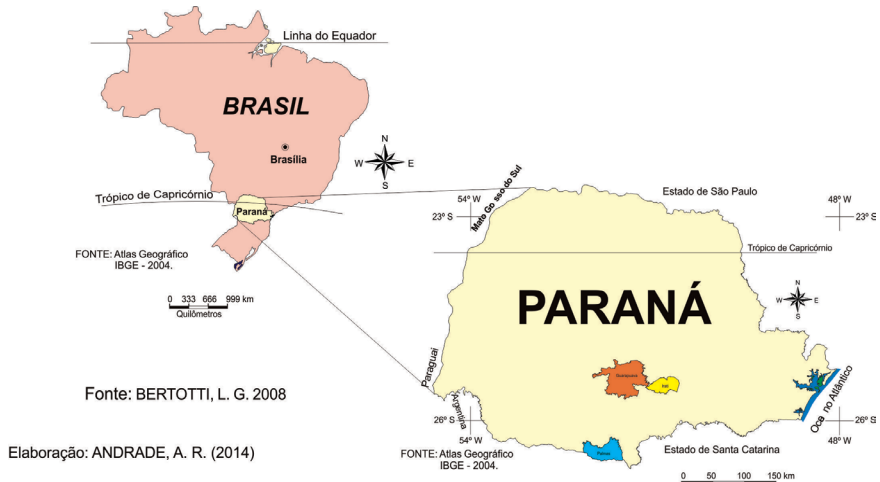 Linha do Equador
BRASIL
Brasília
N
W E
S
Trópico de Capricórnio
Paraná
FONTE: Atlas Geográfico
IBGE - 2004.
0 333 666 999 km
Quilômetros
Fonte: BERTOTTI, L. G. 2008
Elaboração: ANDRADE, A. R. (2014)
54º W
23º S
Mato Go sso do Sul
Estado de São Paulo
48º W
23º S
Trópico de Capricórnio
N
W E
S
PARANÁ
Guarapuava
Irati
Paraguai
Argentina
26º S
54º W
Palmas
Estado de Santa Catarina
Oca no Atlântico
26º S
48º W
FONTE: Atlas Geográfico
IBGE - 2004.
0 50 100 150 km